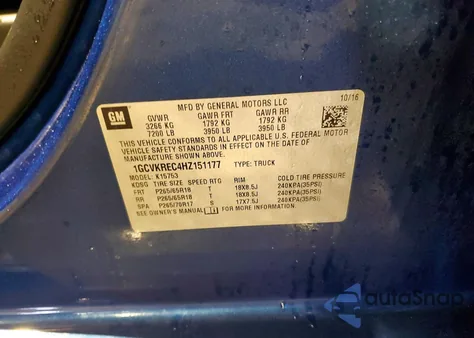 GM
MFD BY GENERAL MOTORS LLC
10/16
GVWR GAWR FRT GAWR RR
3266 KG 1792 KG 1792 KG
7200 LB 3950 LB 3950 LB
THIS VEHICLE CONFORMS TO ALL APPLICABLE U.S. FEDERAL MOTOR
VEHICLE SAFETY STANDARDS IN EFFECT ON THE DATE OF
MANUFACTURE SHOWN ABOVE.
1GCVKREC4HZ151177 TYPE: TRUCK
MODEL: K15753
KDSG TIRE SIZE SPEED RTG RIM COLD TIRE PRESSURE
FRT P265/65R18 T 18X8.5J 240KPA(35PSI)
RR P265/65R18 T 18X8.5J 240KPA(35PSI)
SPA P265/70R17 S 17X7.5J 240KPA(35PSI)
SEE OWNER'S MANUAL FOR MORE INFORMATION
autoSnap